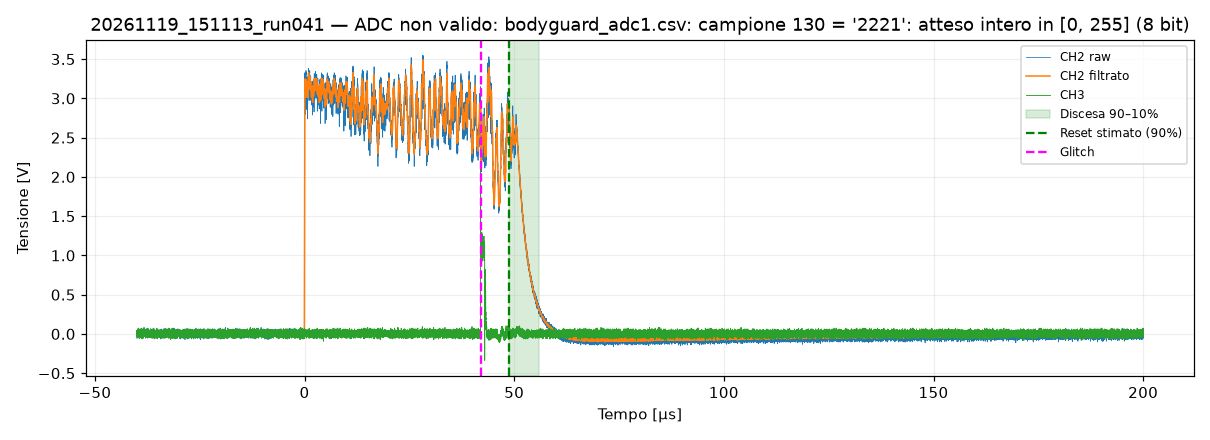 20261119_151113_run041 — ADC non valido: bodyguard_adc1.csv: campione 130 = '2221': atteso intero in [0, 255] (8 bit)
CH2 raw
CH2 filtrato
CH3
Discesa 90–10%
Reset stimato (90%)
Glitch
Tensione [V]
3.5
3.0
2.5
2.0
1.5
1.0
0.5
0.0
−0.5
−50
0
50
100
150
200
Tempo [µs]